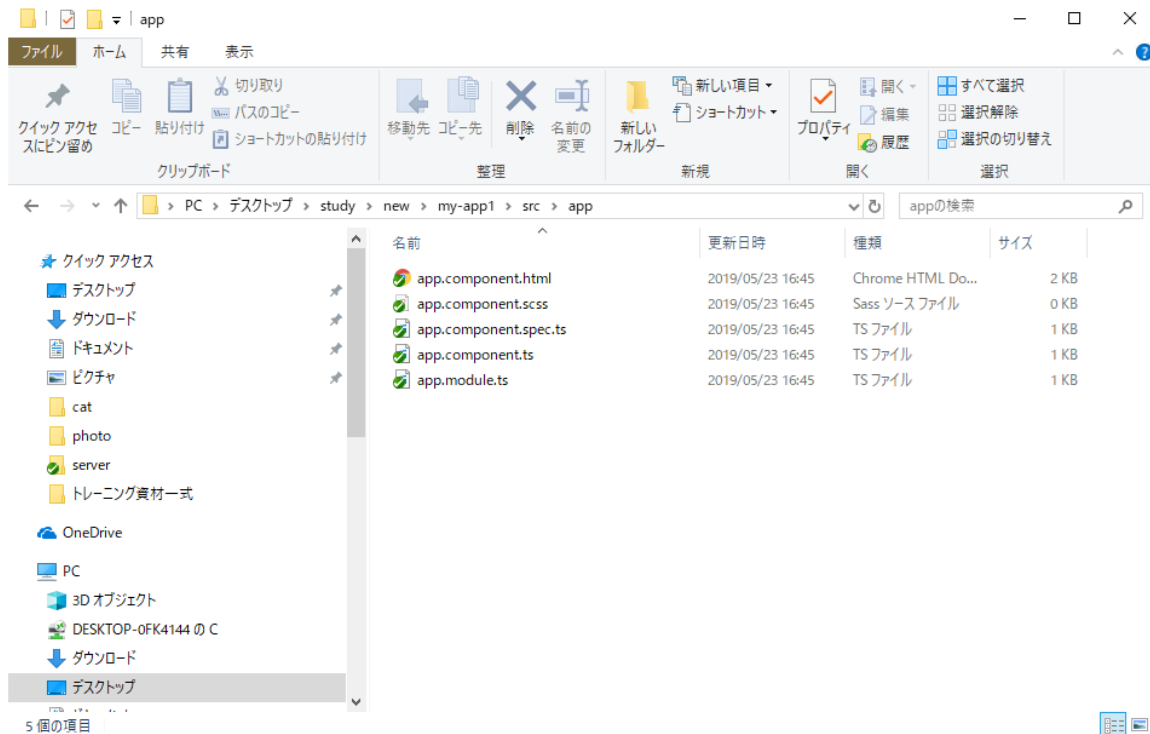 app
ファイル ホーム 共有 表示
クイック アクセスにピン留め
コピー
貼り付け
切り取り
パスのコピー
ショートカットの貼り付け
クリップボード
移動先
コピー先
削除
名前の変更
整理
新しいフォルダー
新しい項目
ショートカット
新規
プロパティ
開く
編集
履歴
開く
すべて選択
選択解除
選択の切り替え
選択
PC › デスクトップ › study › new › my-app1 › src › app
appの検索
クイック アクセス
デスクトップ
ダウンロード
ドキュメント
ピクチャ
cat
photo
server
トレーニング資材一式
OneDrive
PC
3D オブジェクト
DESKTOP-0FK4144 の C
ダウンロード
デスクトップ
名前 更新日時 種類 サイズ
app.component.html 2019/05/23 16:45 Chrome HTML Do... 2 KB
app.component.scss 2019/05/23 16:45 Sass ソース ファイル 0 KB
app.component.spec.ts 2019/05/23 16:45 TS ファイル 1 KB
app.component.ts 2019/05/23 16:45 TS ファイル 1 KB
app.module.ts 2019/05/23 16:45 TS ファイル 1 KB
5 個の項目